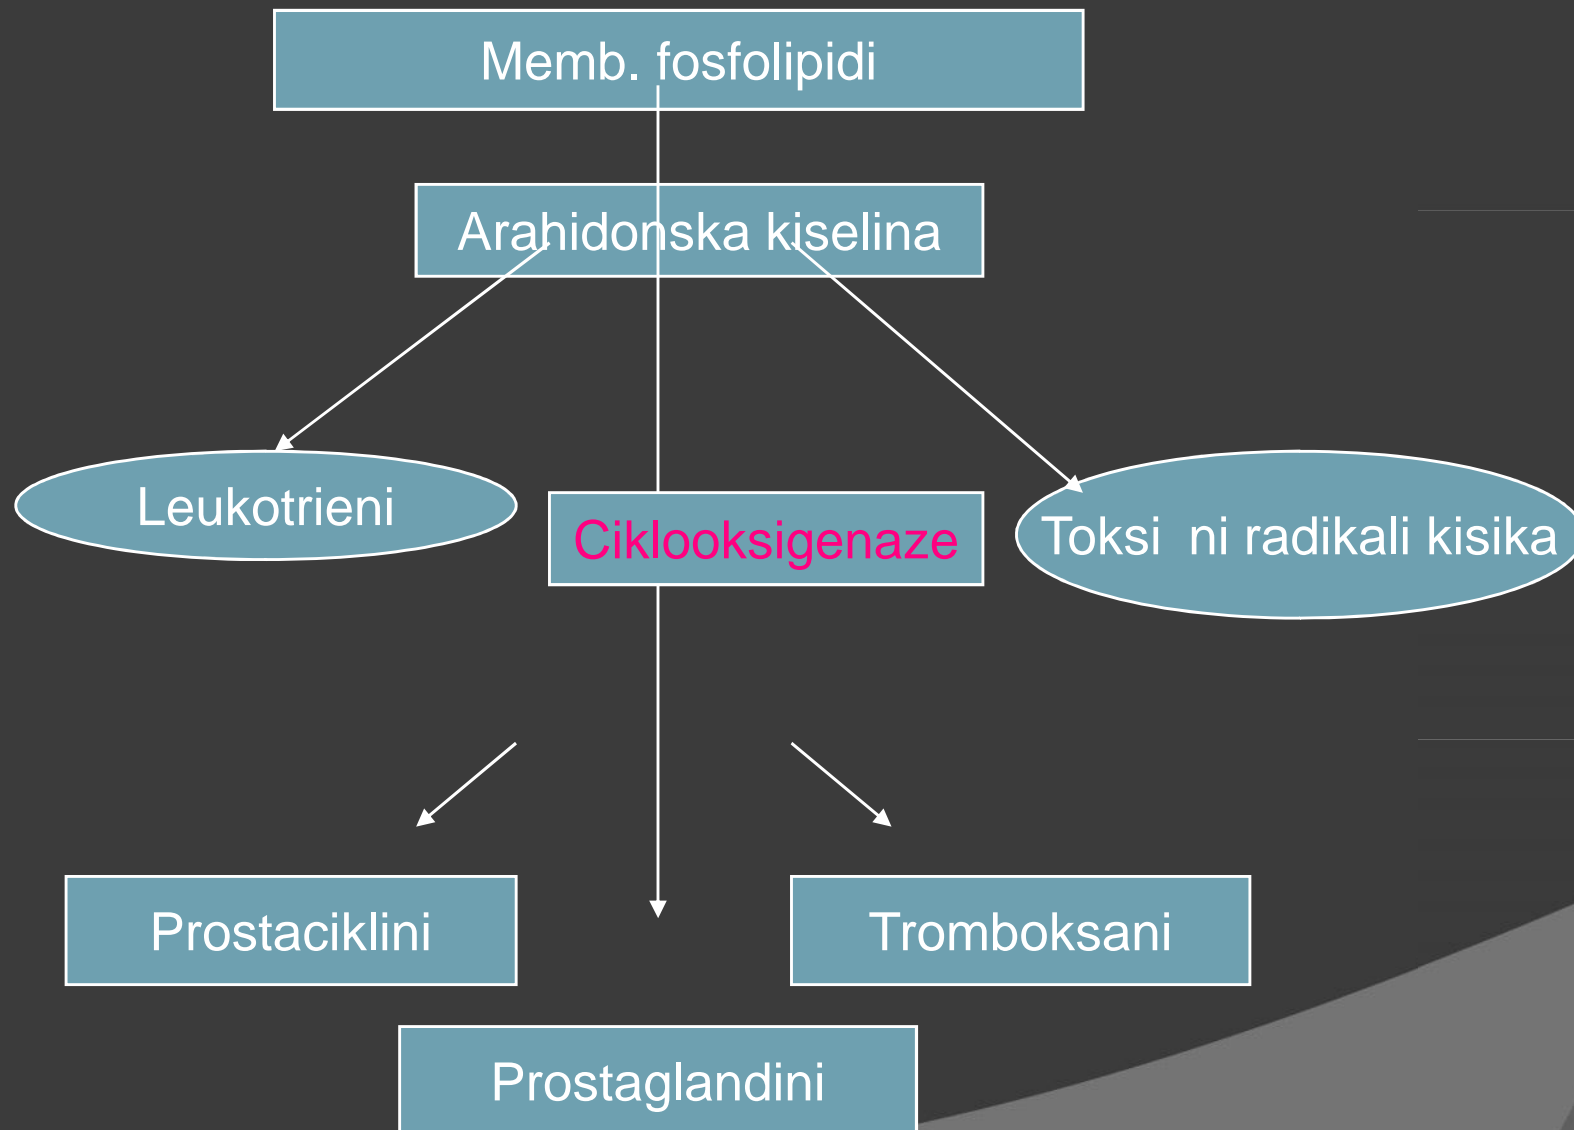 Memb. fosfolipidi
Arahidonska kiselina
Leukotrieni
Ciklooksigenaze
Toksi  ni radikali kisika
Prostaciklini
Tromboksani
Prostaglandini